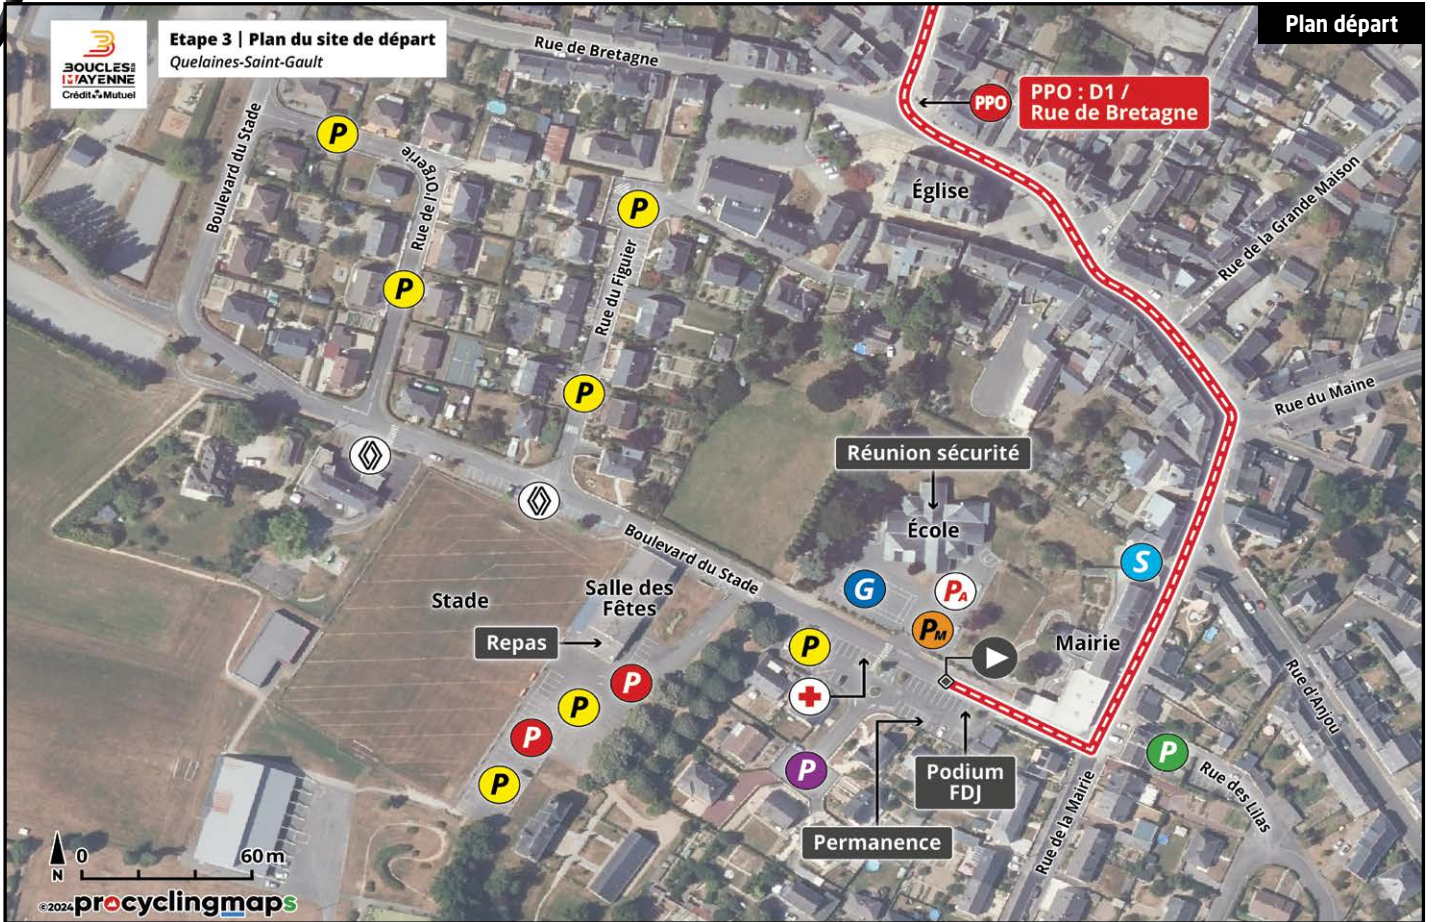 Plan départ
BOUCLES DE LA
MAYENNE
Crédit Mutuel
Etape 3 | Plan du site de départ
Quelaines-Saint-Gault
Rue de Bretagne
PPO
PPO : D1 /
Rue de Bretagne
P
Boulevard du Stade
Rue de l'Orgerie
Église
Rue de la Grande Maison
P
P
Rue du Figuier
P
Rue du Maine
Réunion sécurité
École
Boulevard du Stade
S
Stade
Salle des
Fêtes
G
PA
PM
Repas
P
Mairie
P
P
P
P
P
P
Podium
FDJ
Permanence
Rue de la Mairie
Rue des Lilas
Rue d'Anjou
N
0
60 m
©2024 procyclingmaps